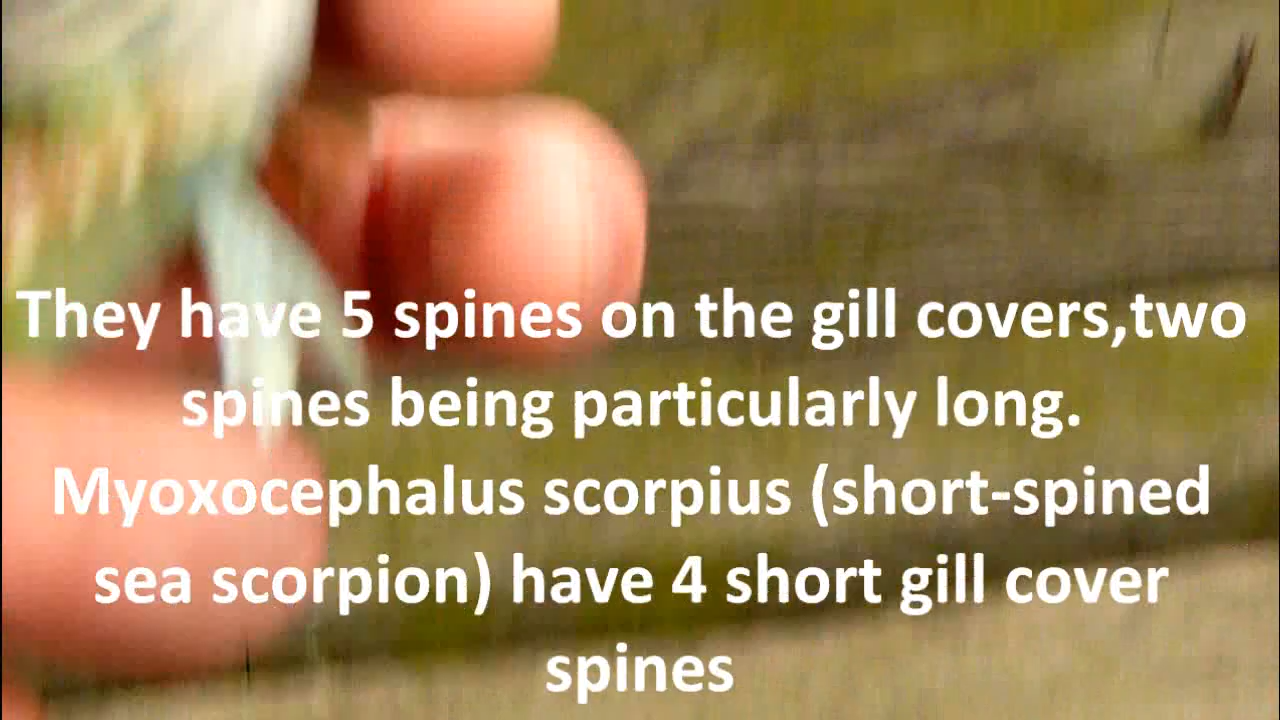 They have 5 spines on the gill covers,two
spines being particularly long.
Myoxocephalus scorpius (short-spined
sea scorpion) have 4 short gill cover
spines